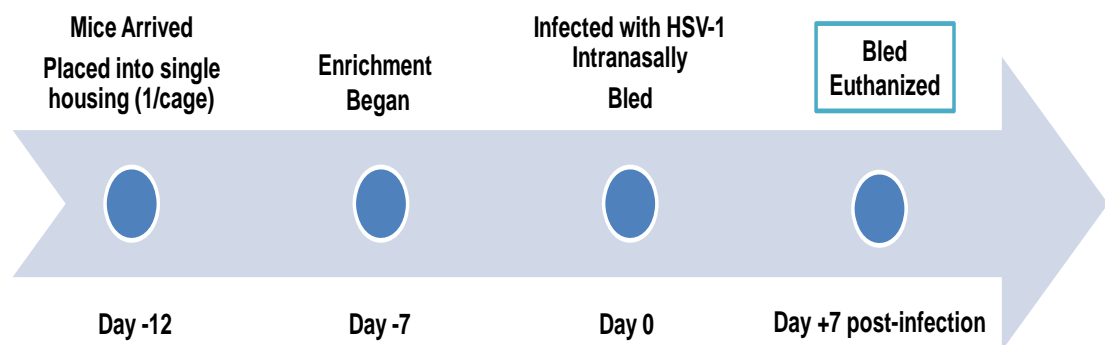 Mice Arrived
Placed into single
housing (1/cage)
Enrichment
Began
Infected with HSV-1
Intranasally
Bled
Bled
Euthanized
Day -12
Day -7
Day 0
Day +7 post-infection